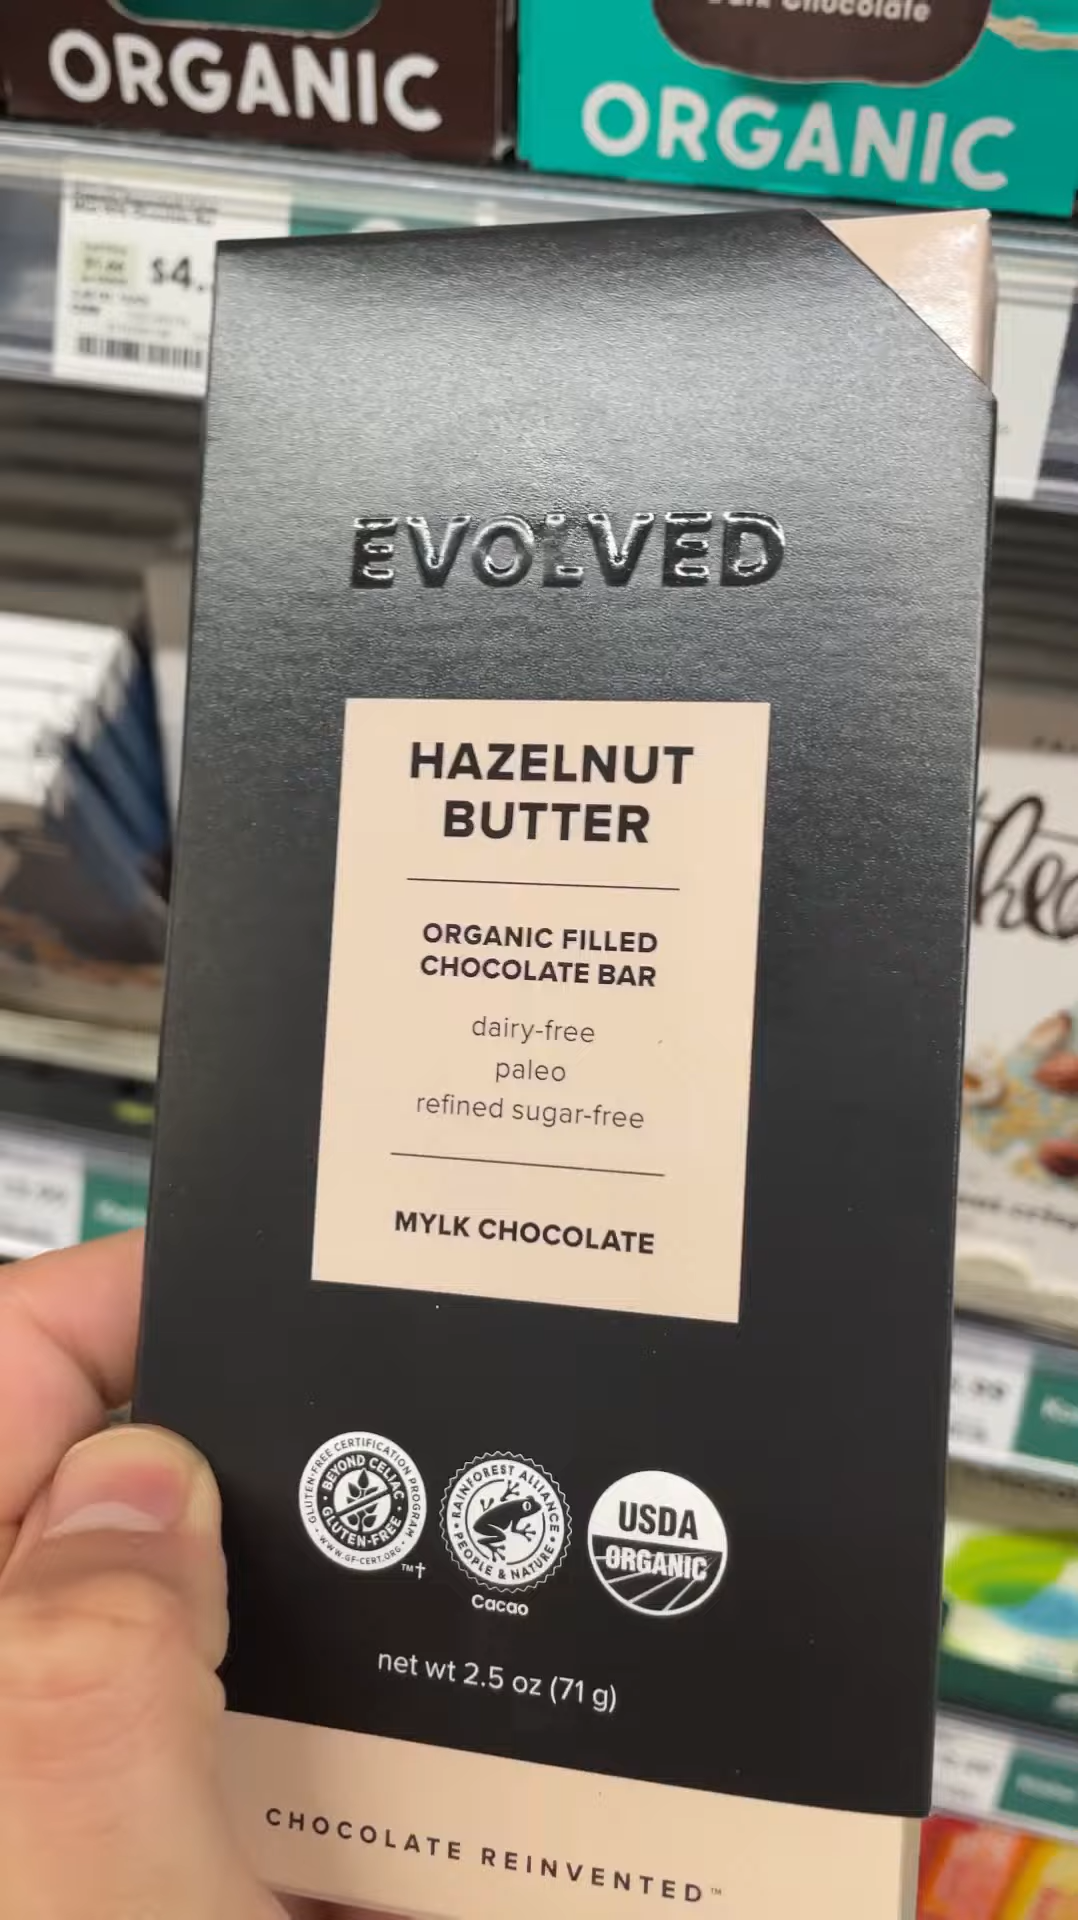 Dark Chocolate
ORGANIC
ORGANIC
$4.
EVOLVED
HAZELNUT
BUTTER
ORGANIC FILLED
CHOCOLATE BAR
dairy-free
paleo
refined sugar-free
MYLK CHOCOLATE
GLUTEN-FREE CERTIFICATION PROGRAM
BEYOND CELIAC
GLUTEN-FREE
WWW.GF-CERT.ORG
™†
RAINFOREST ALLIANCE
PEOPLE & NATURE
Cacao
USDA
ORGANIC
net wt 2.5 oz (71 g)
CHOCOLATE REINVENTED™